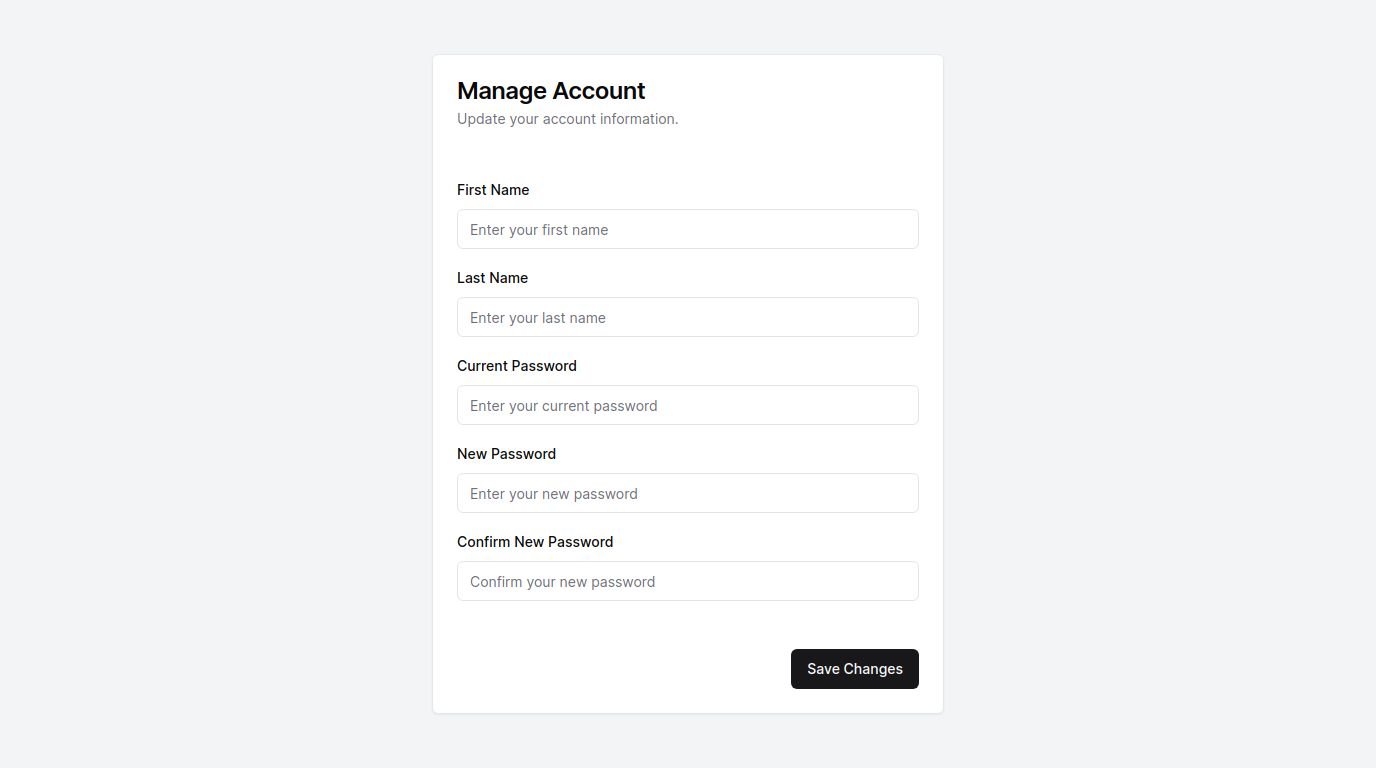 Manage Account
Update your account information.
First Name
Enter your first name
Last Name
Enter your last name
Current Password
Enter your current password
New Password
Enter your new password
Confirm New Password
Confirm your new password
Save Changes